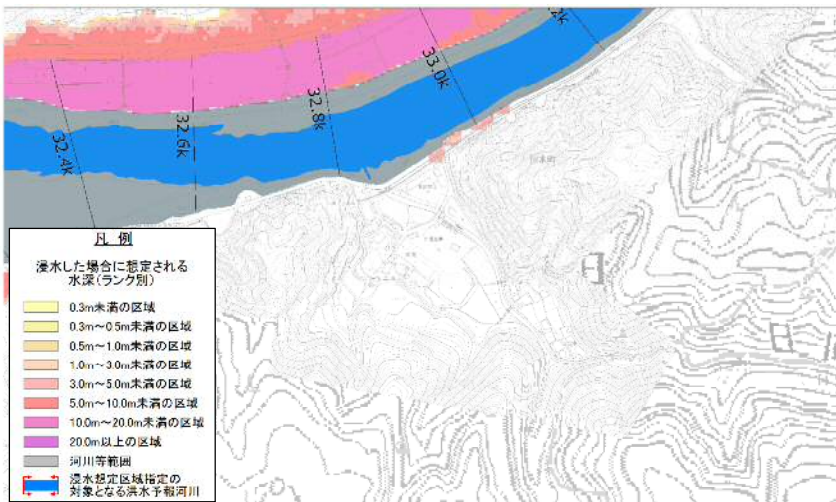 32.4k
32.6k
32.8k
33.0k
凡 例
浸水した場合に想定される
水深(ランク別)
0.3m未満の区域
0.3m～0.5m未満の区域
0.5m～1.0m未満の区域
1.0m～3.0m未満の区域
3.0m～5.0m未満の区域
5.0m～10.0m未満の区域
10.0m～20.0m未満の区域
20.0m以上の区域
河川等範囲
浸水想定区域指定の
対象となる洪水予報河川